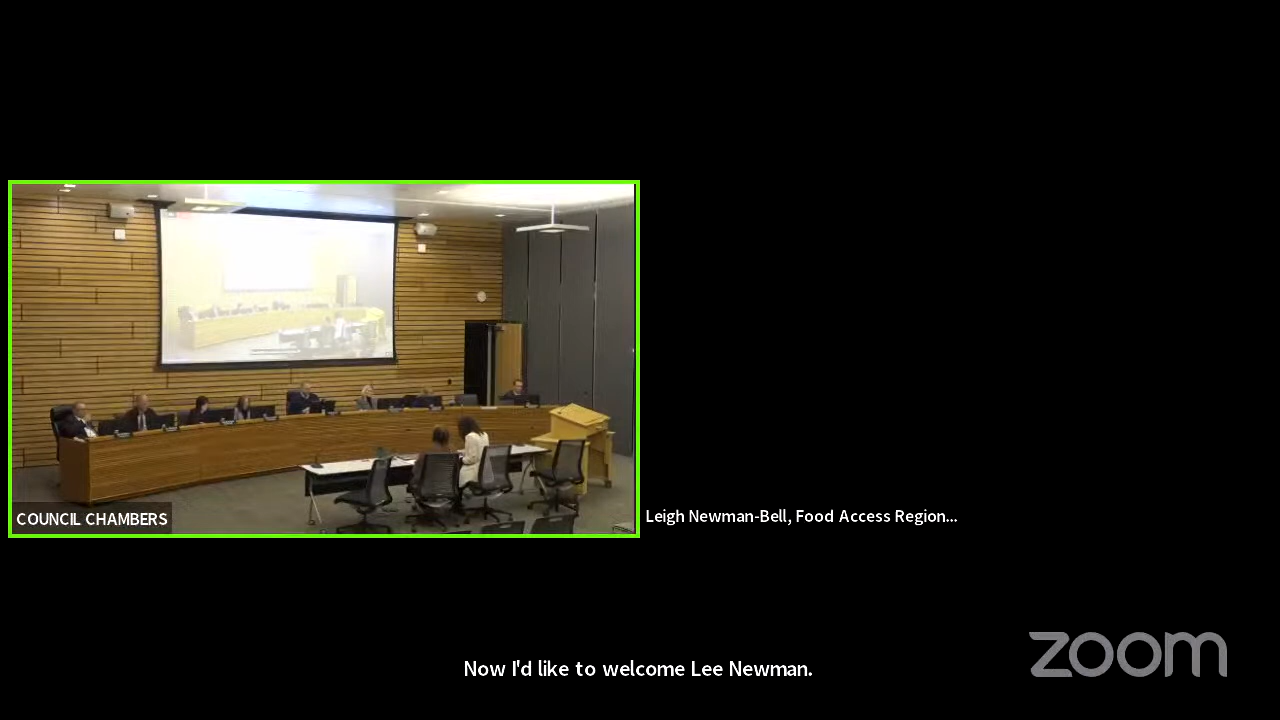 COUNCIL CHAMBERS
Leigh Newman-Bell, Food Access Region...
Now I'd like to welcome Lee Newman.
zoom